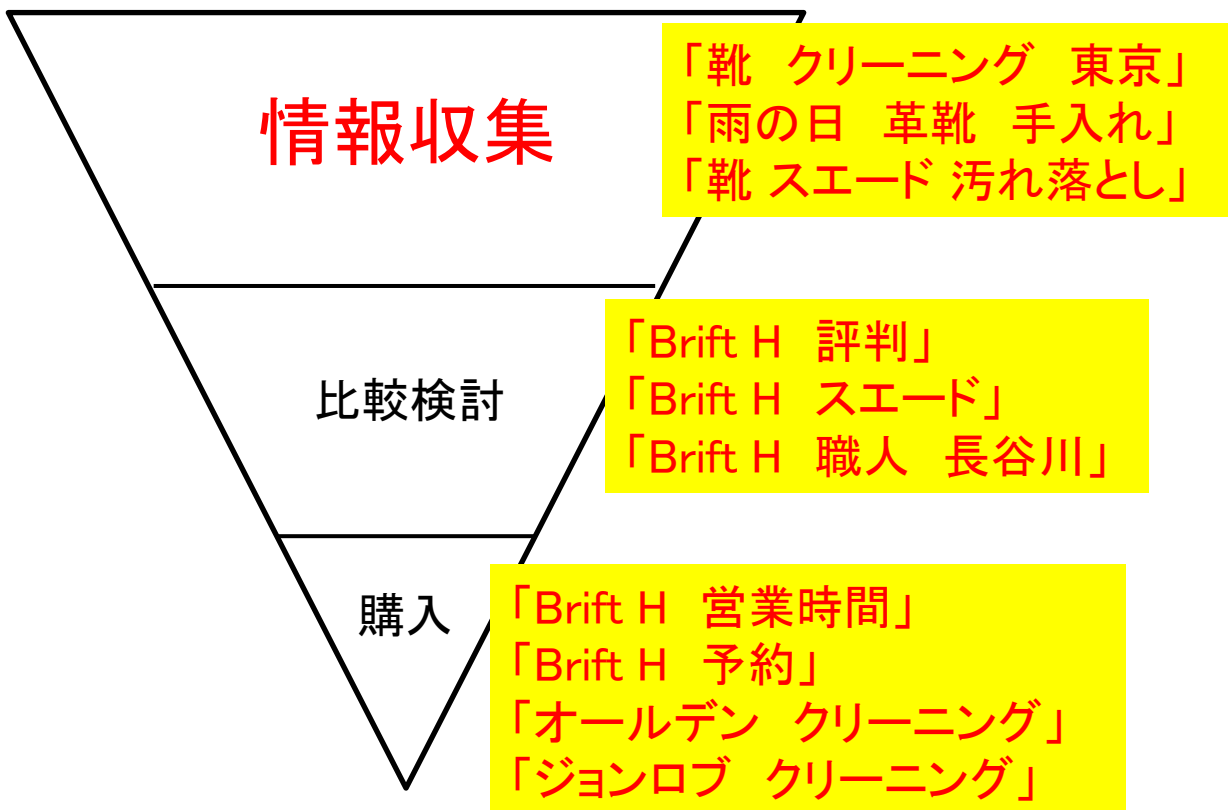 情報収集
「靴　クリーニング　東京」
「雨の日　革靴　手入れ」
「靴 スエード 汚れ落とし」
比較検討
「Brift H　評判」
「Brift H　スエード」
「Brift H　職人　長谷川」
購入
「Brift H　営業時間」
「Brift H　予約」
「オールデン　クリーニング」
「ジョンロブ　クリーニング」